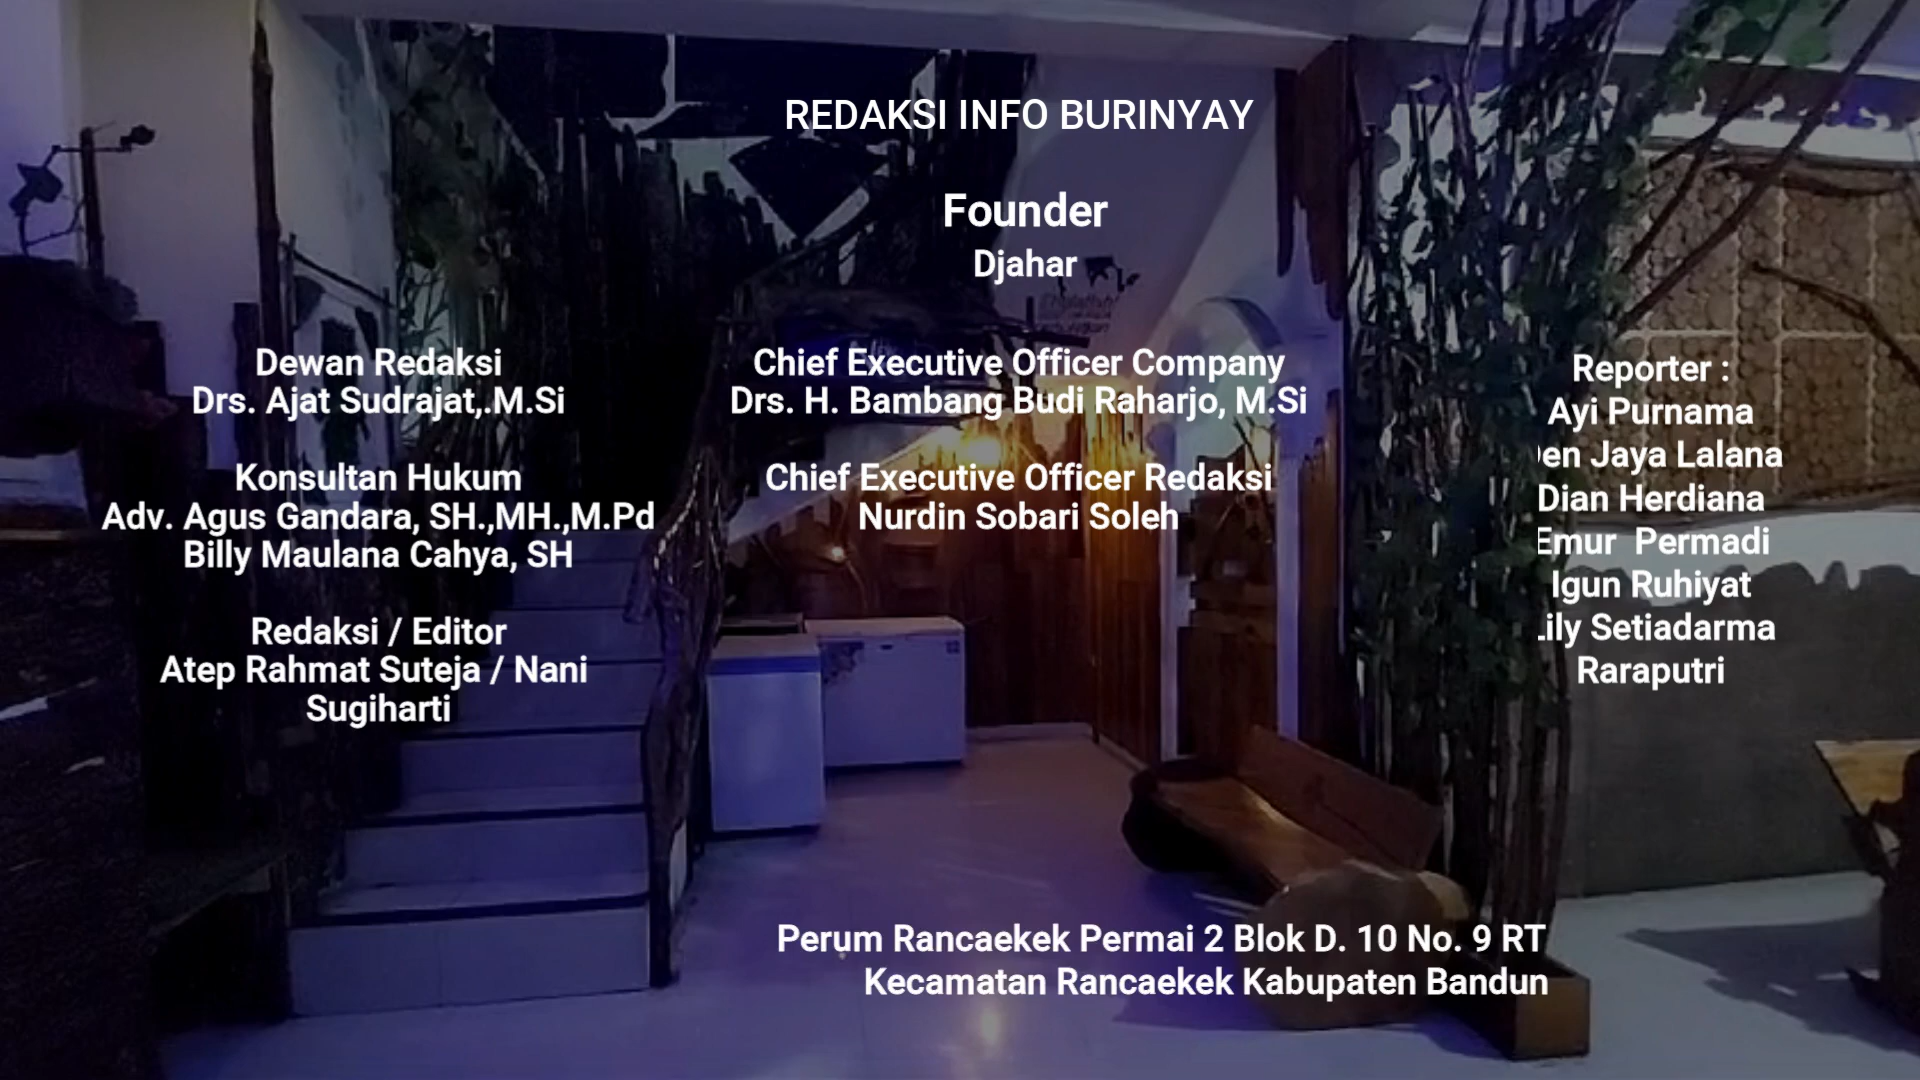 REDAKSI INFO BURINYAY
Founder
Djahar
Dewan Redaksi
Drs. Ajat Sudrajat,.M.Si
Konsultan Hukum
Adv. Agus Gandara, SH.,MH.,M.Pd
Billy Maulana Cahya, SH
Redaksi / Editor
Atep Rahmat Suteja / Nani
Sugiharti
Chief Executive Officer Company
Drs. H. Bambang Budi Raharjo, M.Si
Chief Executive Officer Redaksi
Nurdin Sobari Soleh
Reporter :
Ayi Purnama
Jaya Lalana
Dian Herdiana
Emur Permadi
Igun Ruhiyat
Setiadarma
Raraputri
Perum Rancaekek Permai 2 Blok D. 10 No. 9 RT
Kecamatan Rancaekek Kabupaten Bandun